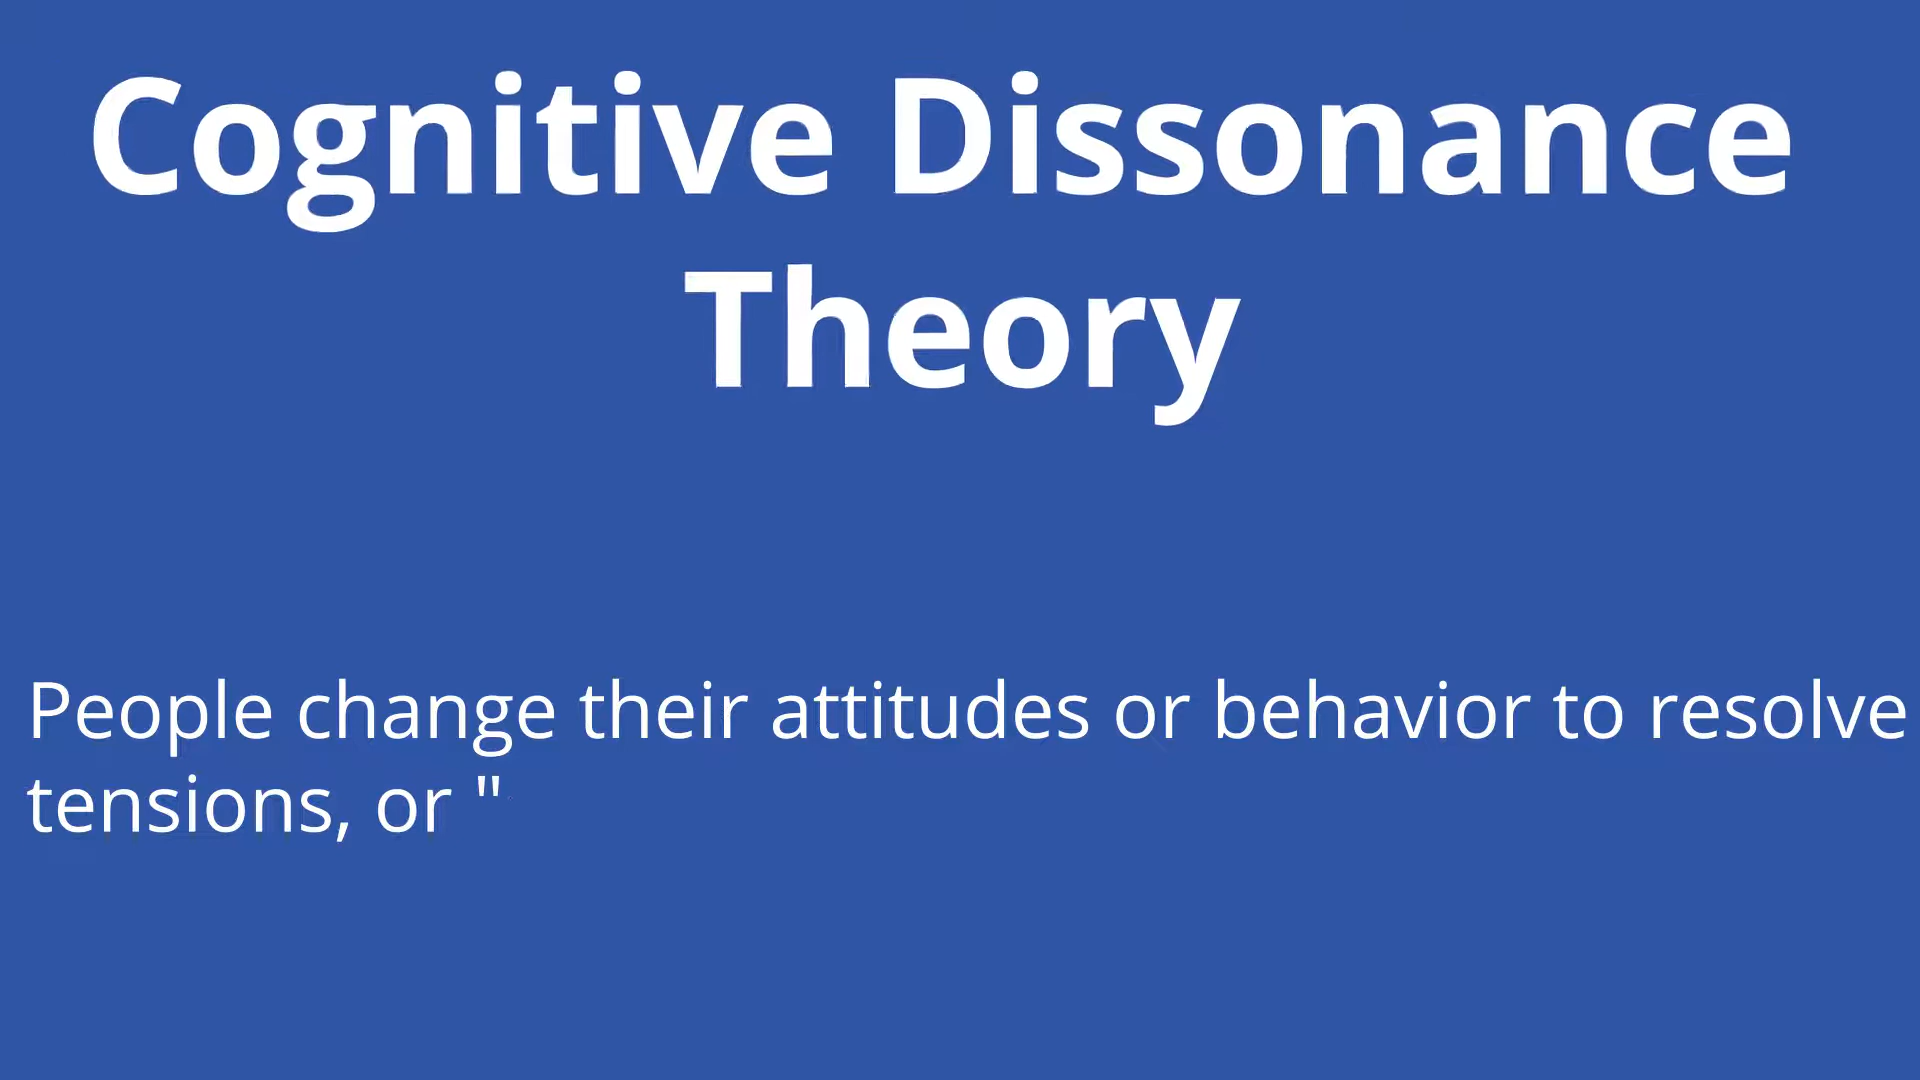 Cognitive Dissonance
Theory
People change their attitudes or behavior to resolve
tensions, or "